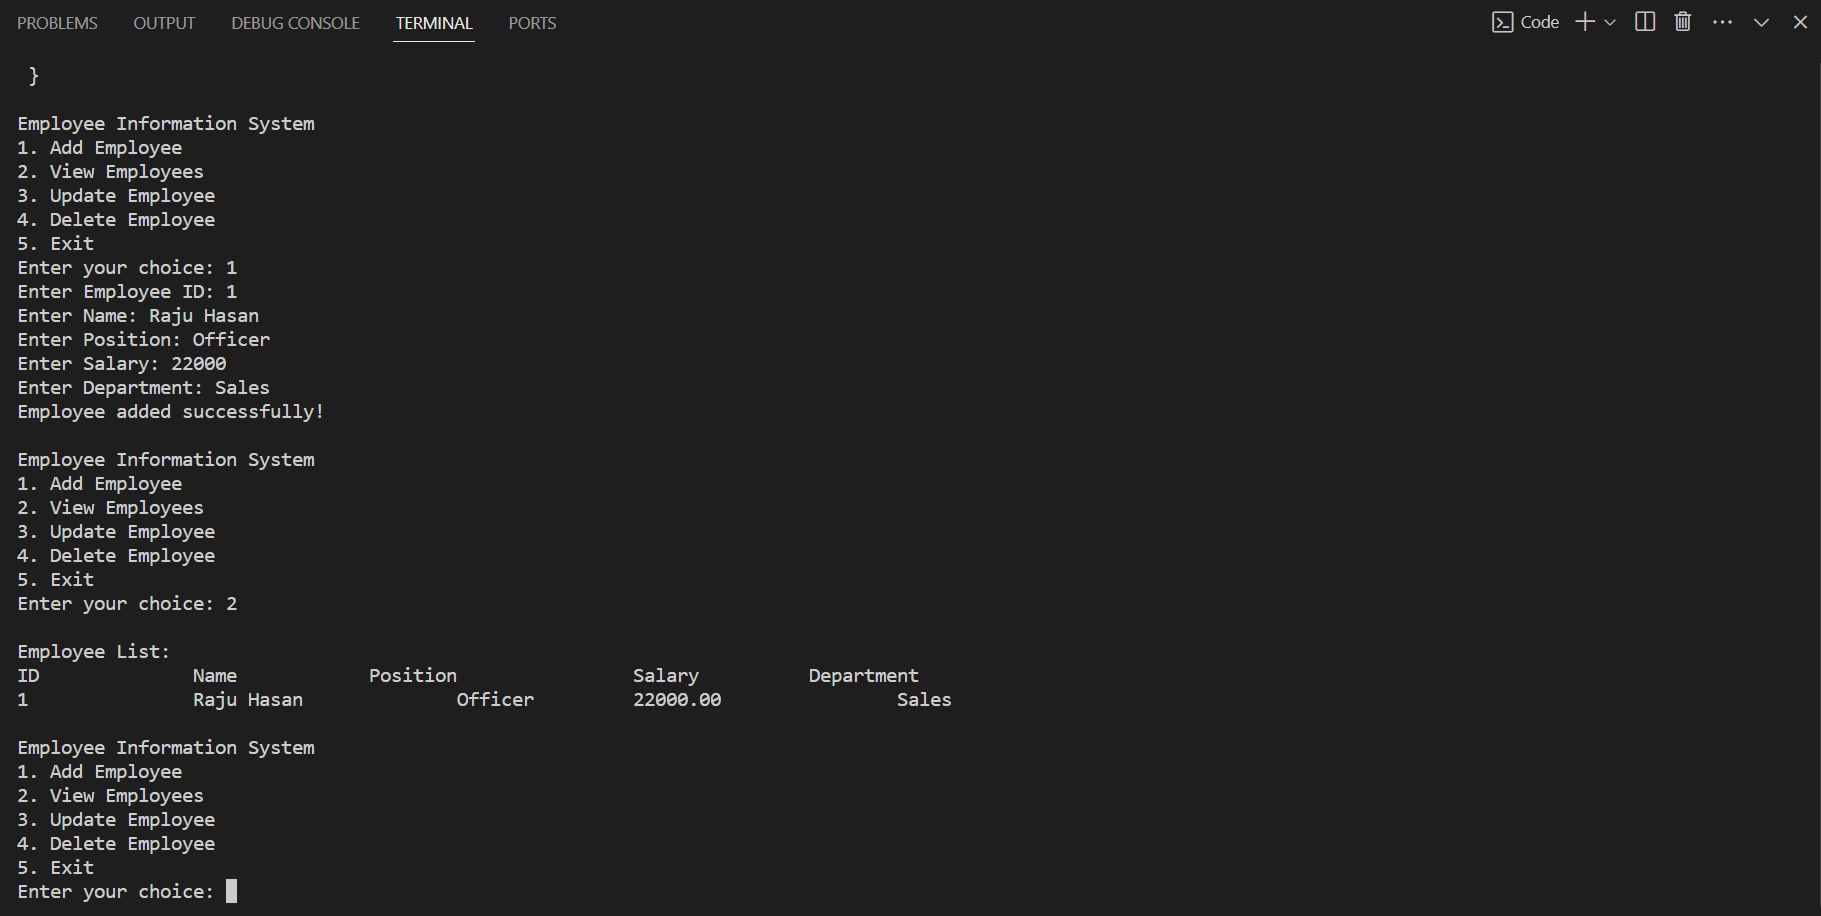 PROBLEMS OUTPUT DEBUG CONSOLE TERMINAL PORTS Code
}
Employee Information System
1. Add Employee
2. View Employees
3. Update Employee
4. Delete Employee
5. Exit
Enter your choice: 1
Enter Employee ID: 1
Enter Name: Raju Hasan
Enter Position: Officer
Enter Salary: 22000
Enter Department: Sales
Employee added successfully!
Employee Information System
1. Add Employee
2. View Employees
3. Update Employee
4. Delete Employee
5. Exit
Enter your choice: 2
Employee List:
ID Name Position Salary Department
1 Raju Hasan Officer 22000.00 Sales
Employee Information System
1. Add Employee
2. View Employees
3. Update Employee
4. Delete Employee
5. Exit
Enter your choice: